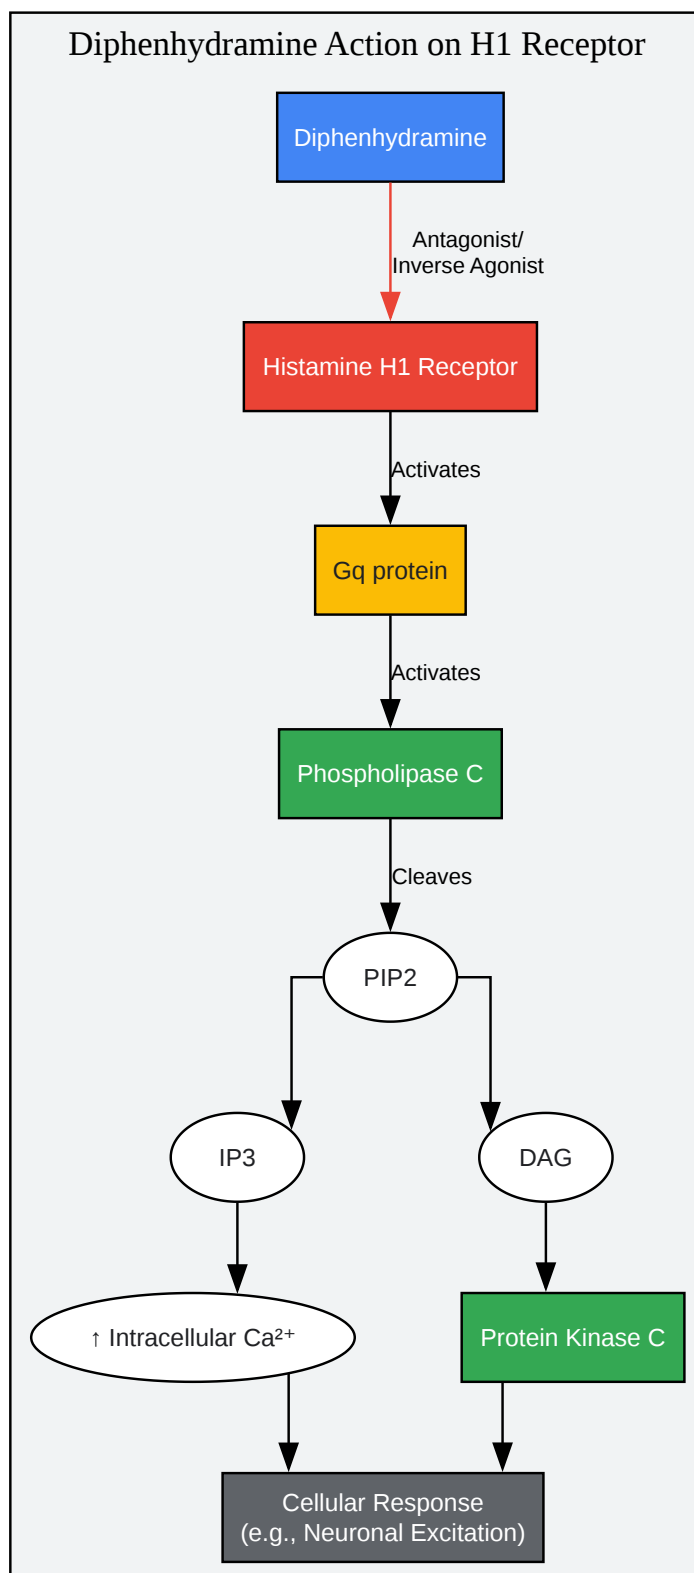 Diphenhydramine Action on H1 Receptor
Diphenhydramine
Antagonist/
Inverse Agonist
Histamine H1 Receptor
Activates
Gq protein
Activates
Phospholipase C
Cleaves
PIP2
IP3
DAG
↑ Intracellular Ca²⁺
Protein Kinase C
Cellular Response
(e.g., Neuronal Excitation)